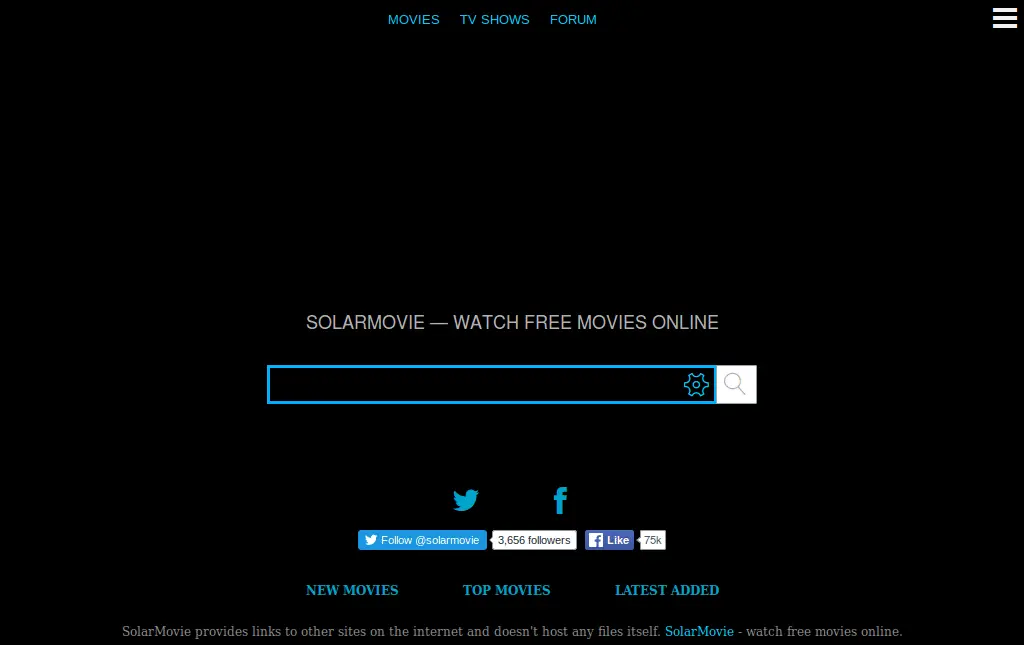 MOVIES TV SHOWS FORUM
SOLARMOVIE — WATCH FREE MOVIES ONLINE
Follow @solarmovie 3,656 followers Like 75k
NEW MOVIES TOP MOVIES LATEST ADDED
SolarMovie provides links to other sites on the internet and doesn't host any files itself. SolarMovie - watch free movies online.